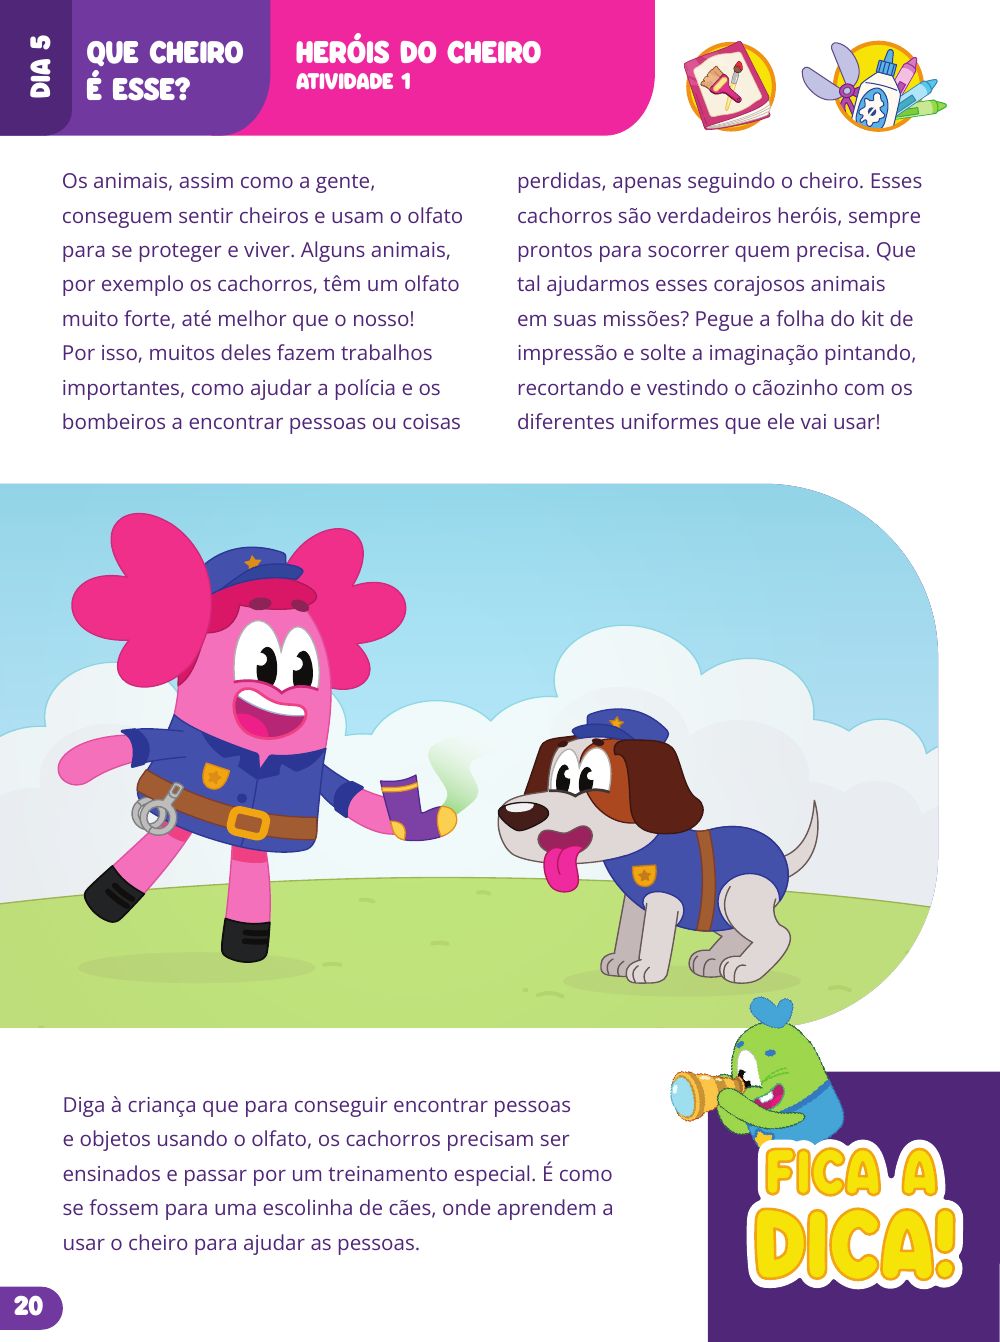 DIA 5
QUE CHEIRO
É ESSE?
HERÓIS DO CHEIRO
ATIVIDADE 1
Os animais, assim como a gente,
conseguem sentir cheiros e usam o olfato
para se proteger e viver. Alguns animais,
por exemplo os cachorros, têm um olfato
muito forte, até melhor que o nosso!
Por isso, muitos deles fazem trabalhos
importantes, como ajudar a polícia e os
bombeiros a encontrar pessoas ou coisas
perdidas, apenas seguindo o cheiro. Esses
cachorros são verdadeiros heróis, sempre
prontos para socorrer quem precisa. Que
tal ajudarmos esses corajosos animais
em suas missões? Pegue a folha do kit de
impressão e solte a imaginação pintando,
recortando e vestindo o cãozinho com os
diferentes uniformes que ele vai usar!
Diga à criança que para conseguir encontrar pessoas
e objetos usando o olfato, os cachorros precisam ser
ensinados e passar por um treinamento especial. É como
se fossem para uma escolinha de cães, onde aprendem a
usar o cheiro para ajudar as pessoas.
FICA A
DICA!
20